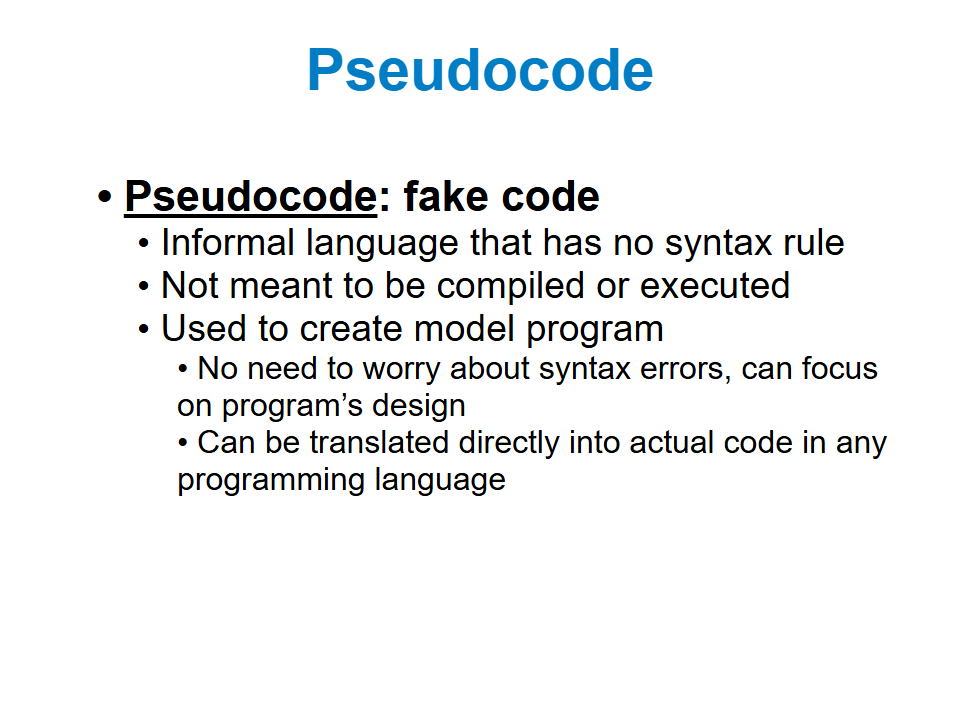 Pseudocode
• Pseudocode: fake code
• Informal language that has no syntax rule
• Not meant to be compiled or executed
• Used to create model program
• No need to worry about syntax errors, can focus
on program’s design
• Can be translated directly into actual code in any
programming language